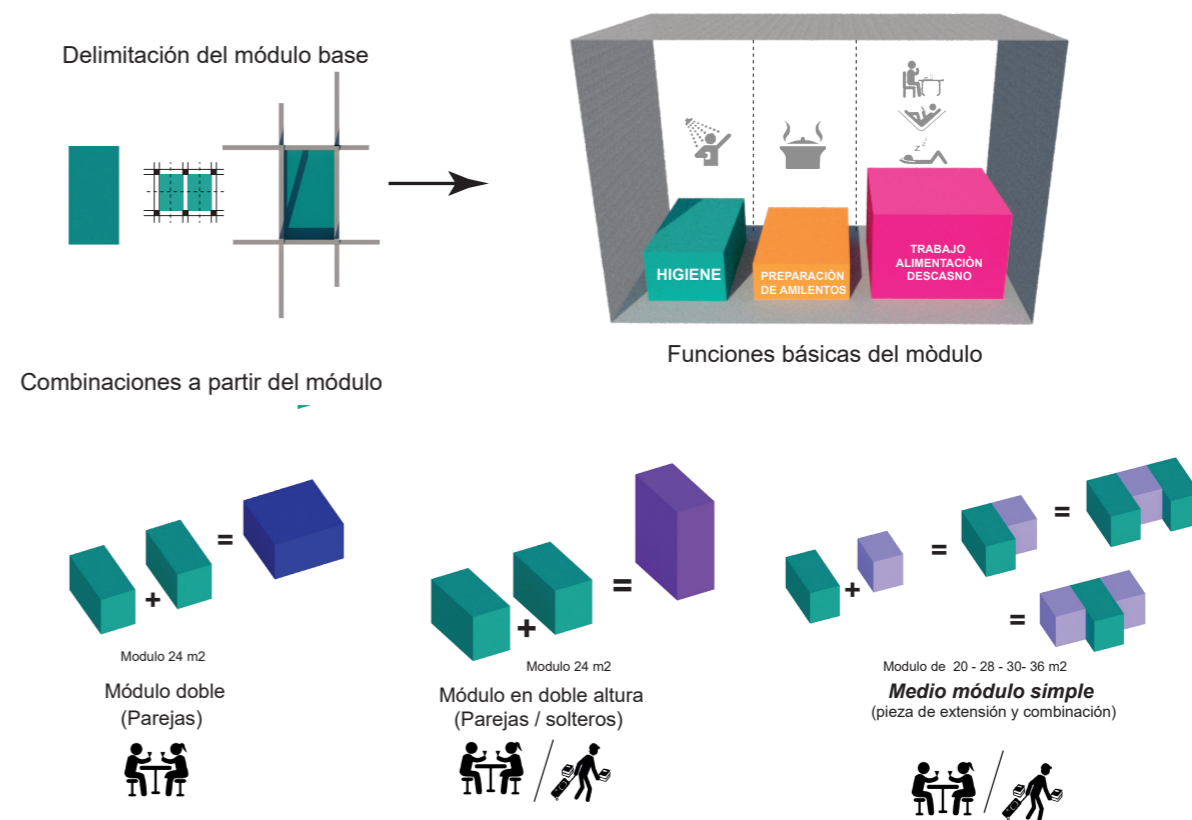 Delimitación del módulo base
HIGIENE
PREPARACIÒN
DE AMILENTOS
TRABAJO
ALIMENTACIÒN
DESCASNO
z z z
Funciones básicas del mòdulo
Combinaciones a partir del módulo
+
=
Modulo 24 m2
Módulo doble
(Parejas)
+
=
Modulo 24 m2
Módulo en doble altura
(Parejas / solteros)
+
=
=
=
Modulo de 20 - 28 - 30- 36 m2
Medio módulo simple
(pieza de extensión y combinación)